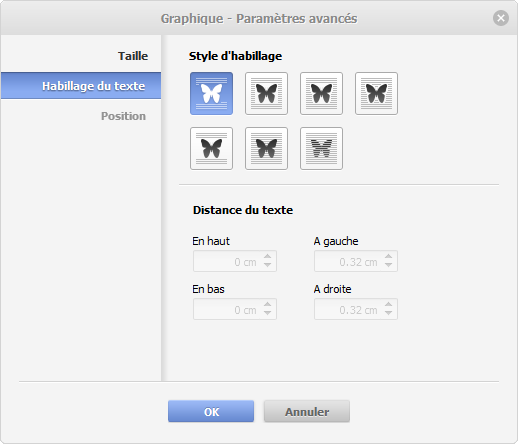 Graphique - Paramètres avancés
Taille
Habillage du texte
Position
Style d'habillage
Distance du texte
En haut
A gauche
0 cm
0.32 cm
En bas
A droite
0 cm
0.32 cm
OK
Annuler